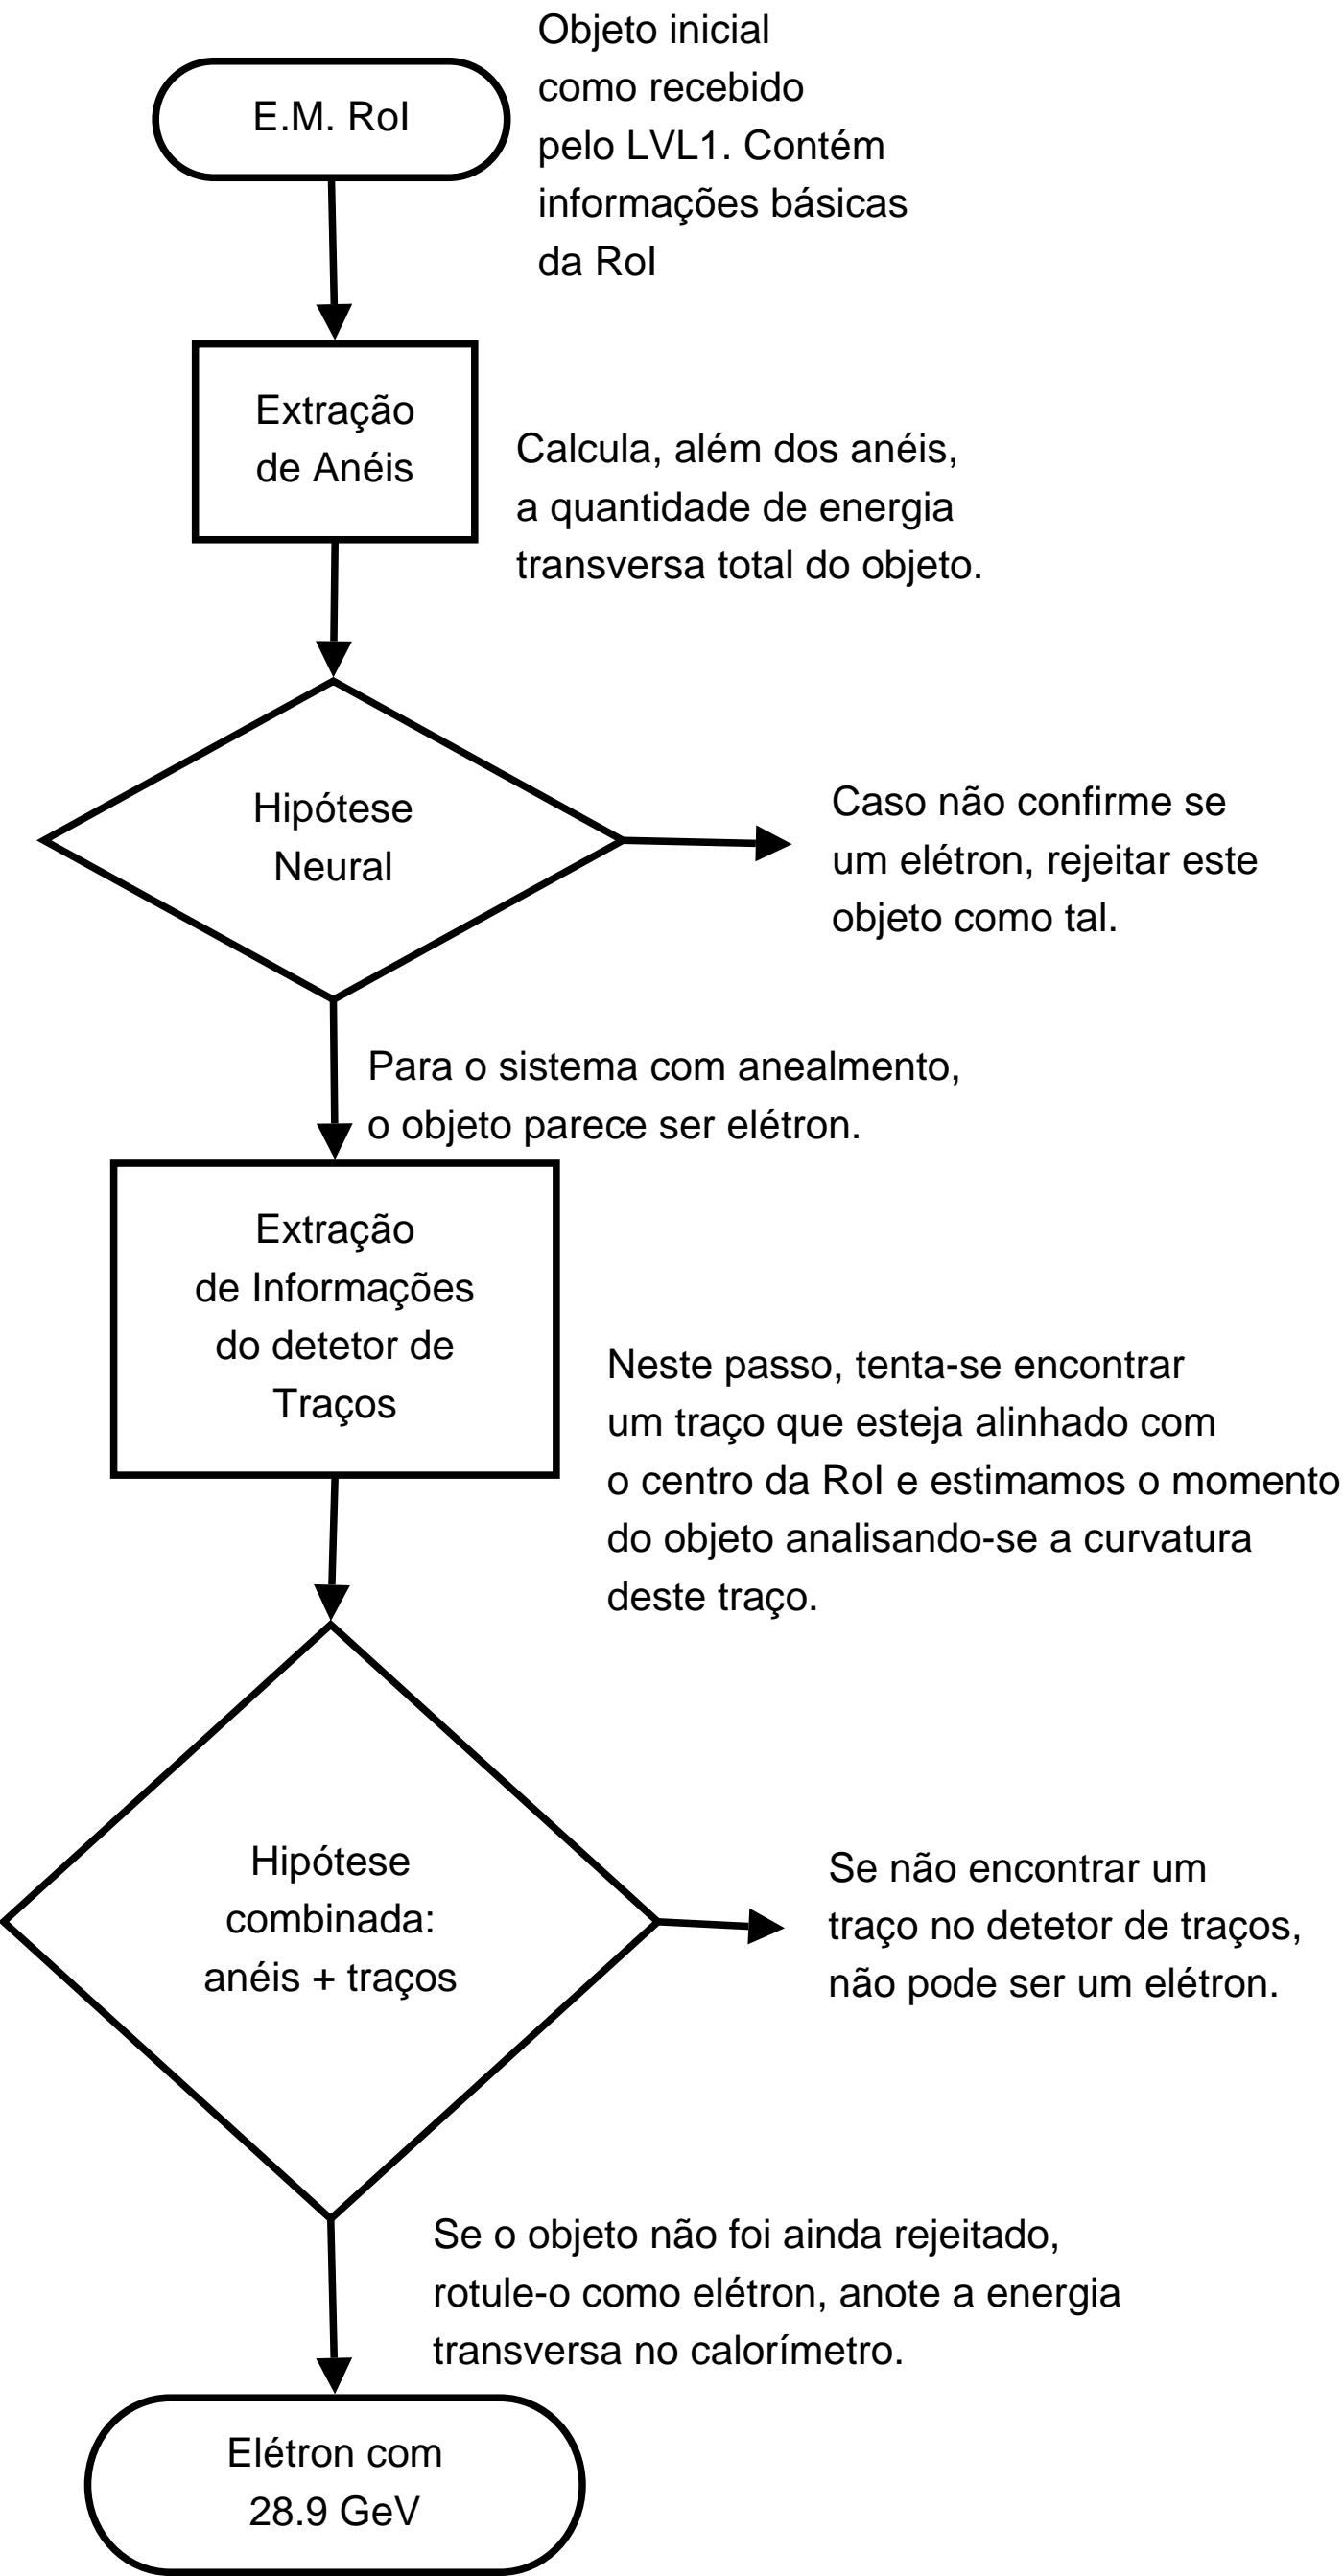 Objeto inicial
como recebido
pelo LVL1. Contém
informações básicas
da RoI
E.M. RoI
Extração
de Anéis
Calcula, além dos anéis,
a quantidade de energia
transversa total do objeto.
Hipótese
Neural
Caso não confirme se
um elétron, rejeitar este
objeto como tal.
Para o sistema com anealmento,
o objeto parece ser elétron.
Extração
de Informações
do detetor de
Traços
Neste passo, tenta-se encontrar
um traço que esteja alinhado com
o centro da RoI e estimamos o momento
do objeto analisando-se a curvatura
deste traço.
Hipótese
combinada:
anéis + traços
Se não encontrar um
traço no detetor de traços,
não pode ser um elétron.
Se o objeto não foi ainda rejeitado,
rotule-o como elétron, anote a energia
transversa no calorímetro.
Elétron com
28.9 GeV